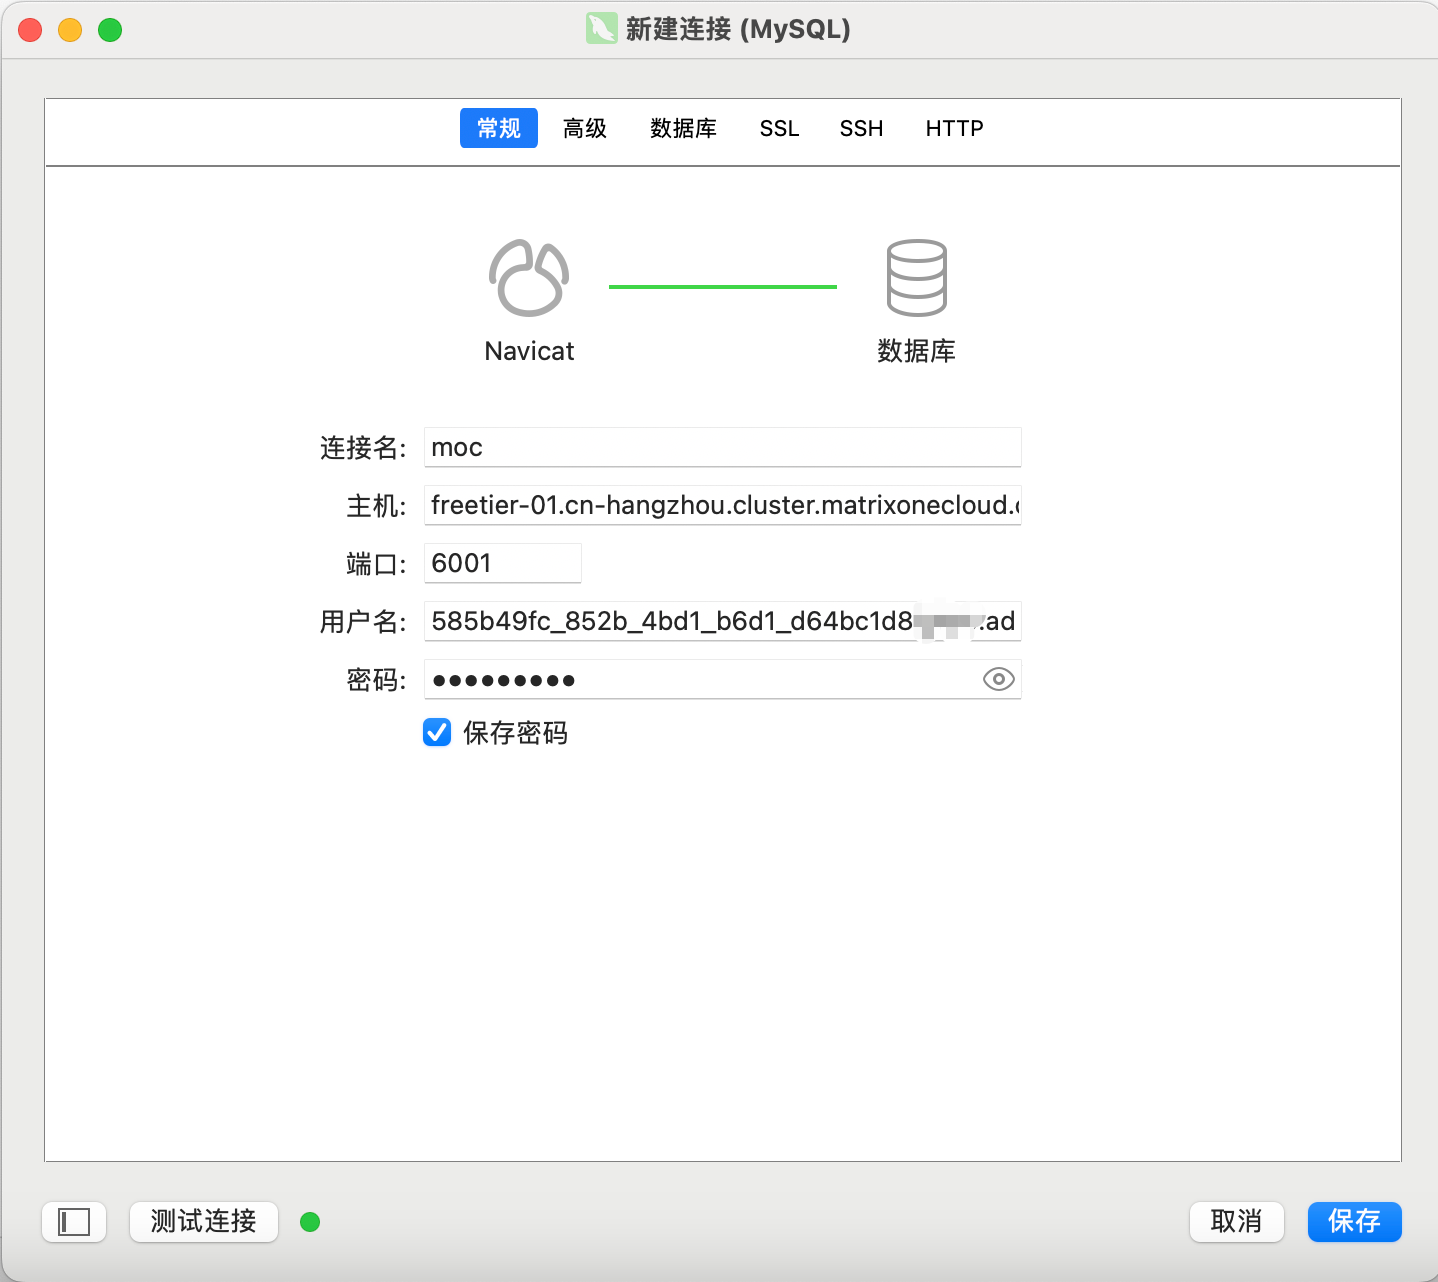 新建连接 (MySQL)
常规 高级 数据库 SSL SSH HTTP
Navicat 数据库
连接名: moc
主机: freetier-01.cn-hangzhou.cluster.matrixonecloud.
端口: 6001
用户名: 585b49fc_852b_4bd1_b6d1_d64bc1d8 .ad
密码: •••••••••
保存密码
测试连接 取消 保存